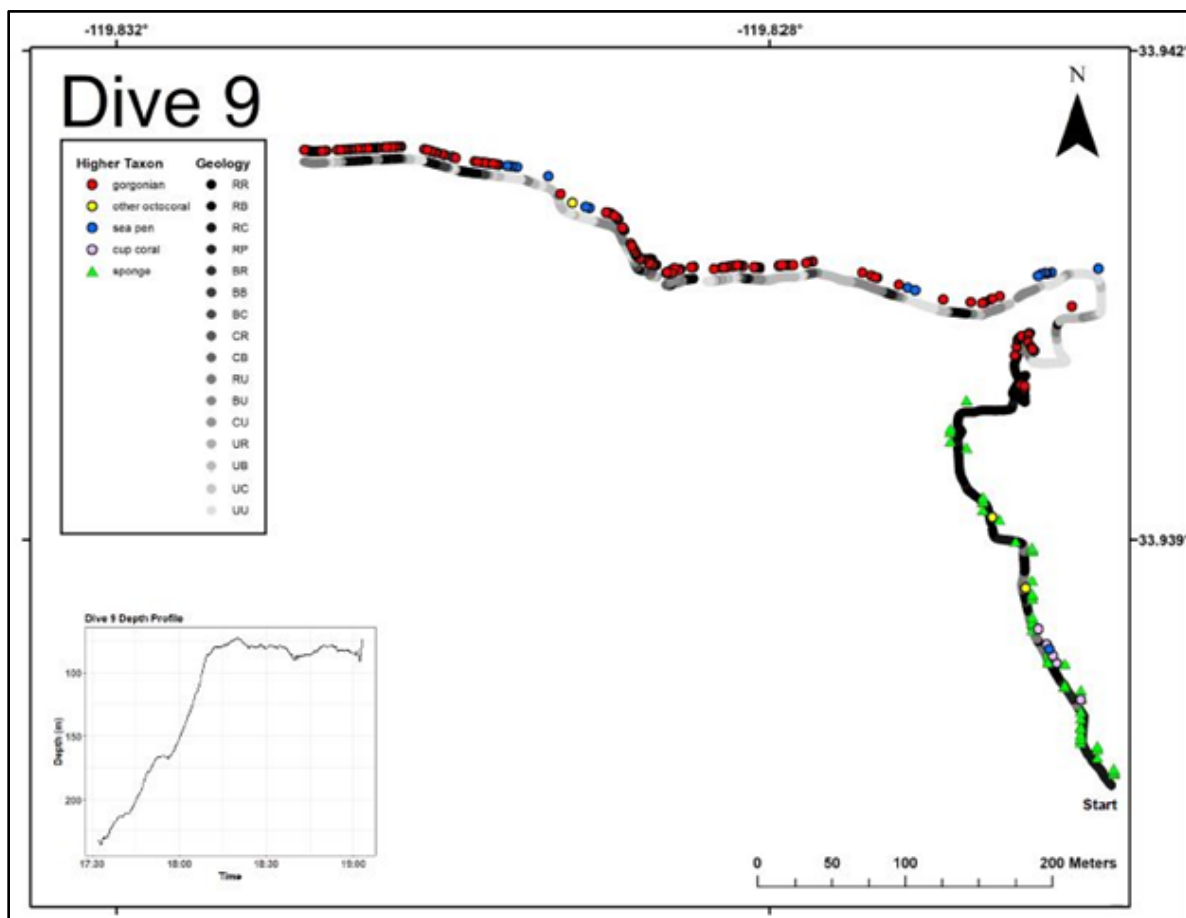 -119.832°
-119.828°
33.942°
Dive 9
N
Higher Taxon
Geology
gorgonian
RR
other octocoral
RB
sea pen
RC
cup coral
RP
sponge
BR
BB
BC
CR
CB
RU
BU
CU
UR
UB
UC
UU
33.939°
Dive 9 Depth Profile
100
150
200
Depth (m)
17:30
18:00
18:30
19:00
Time
Start
0
50
100
200 Meters